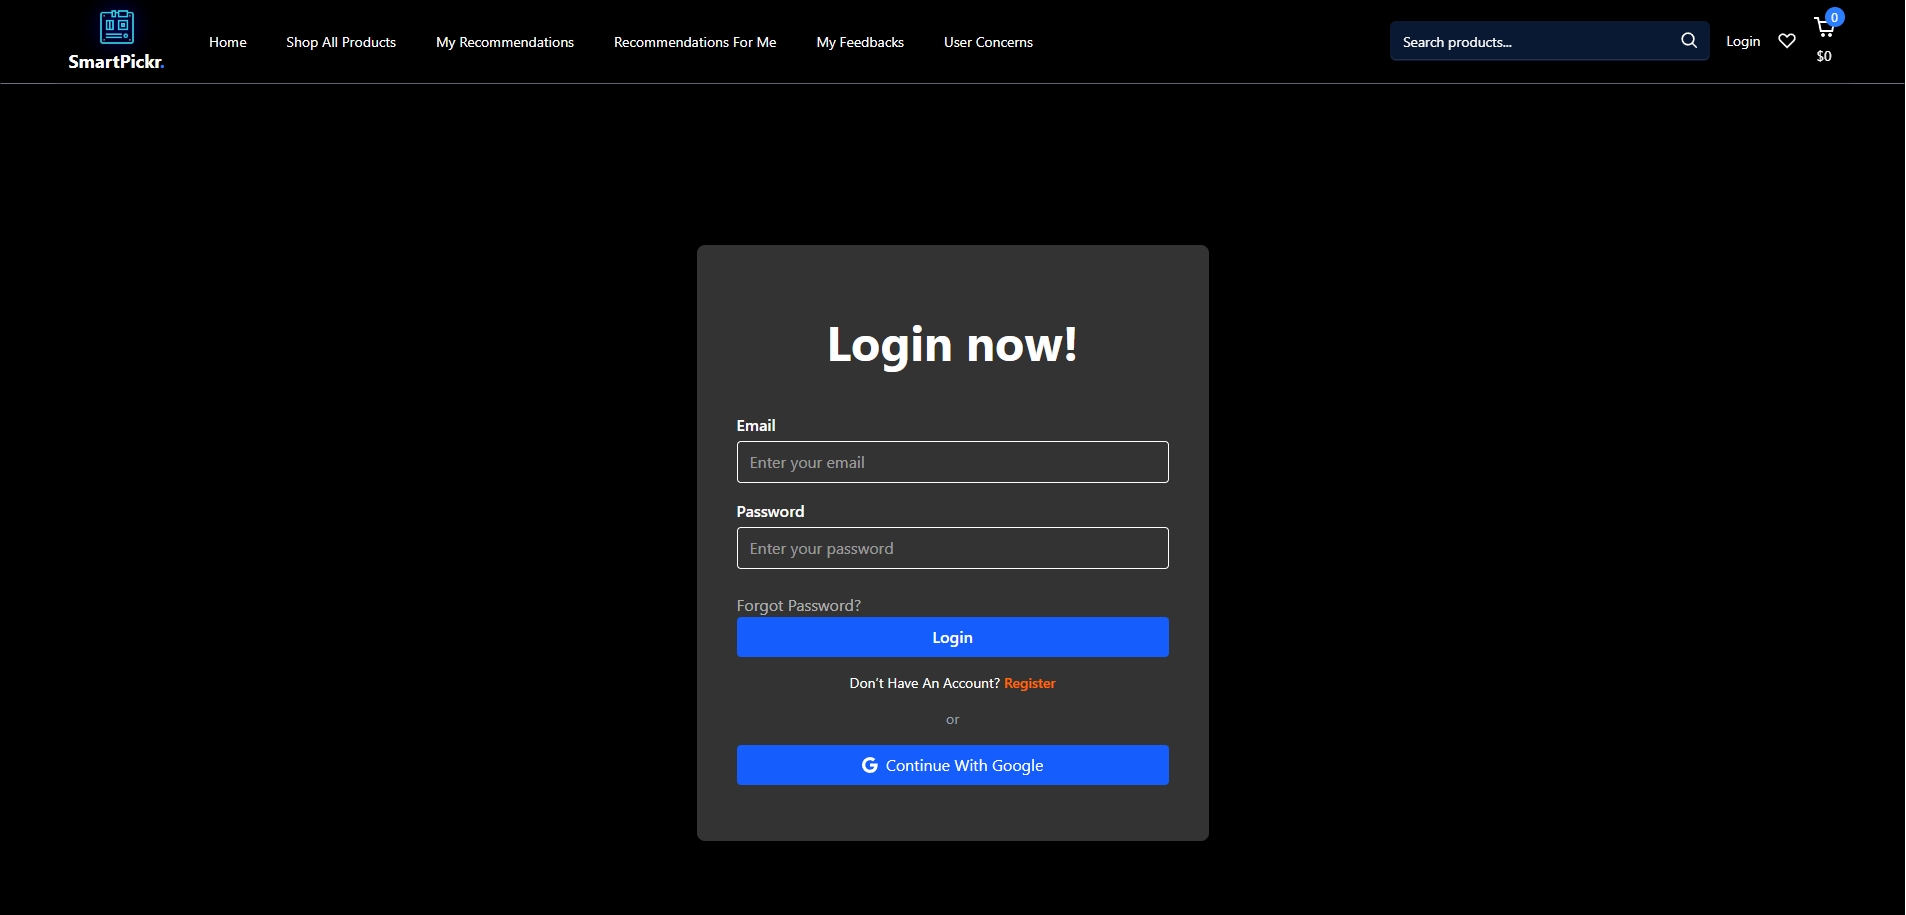 SmartPickr.
Home
Shop All Products
My Recommendations
Recommendations For Me
My Feedbacks
User Concerns
Search products...
Login
0
$0
Login now!
Email
Enter your email
Password
Enter your password
Forgot Password?
Login
Don't Have An Account? Register
or
Continue With Google